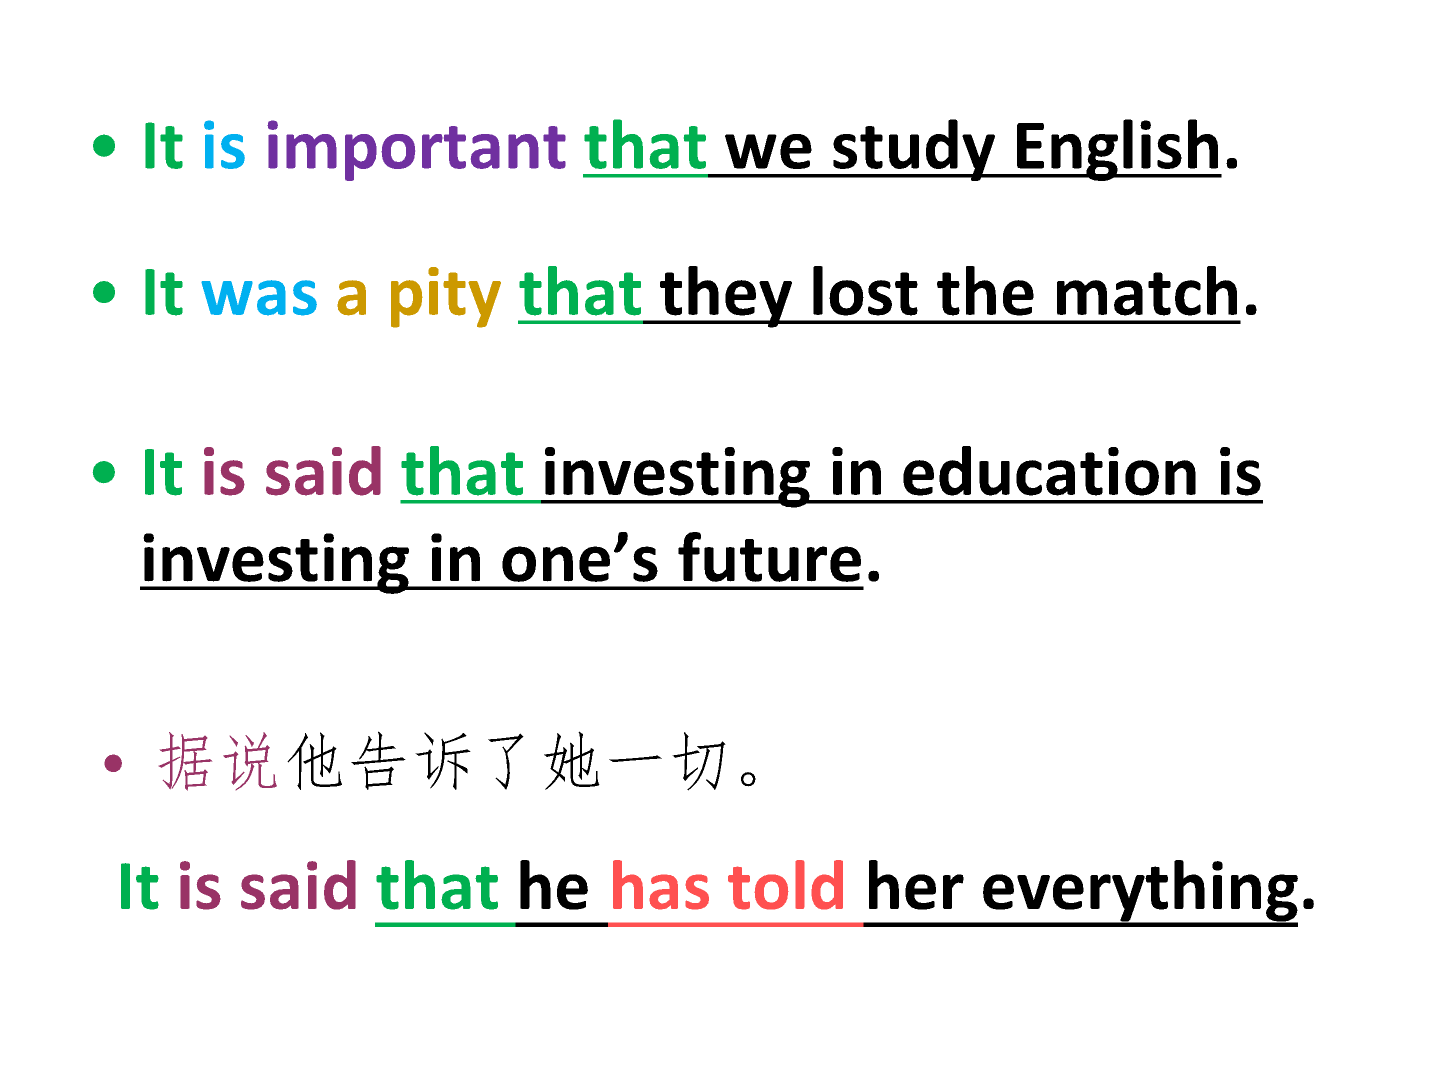 • It is important that we study English.
• It was a pity that they lost the match.
• It is said that investing in education is
investing in one’s future.
• 据说他告诉了她一切。
It is said that he has told her everything.